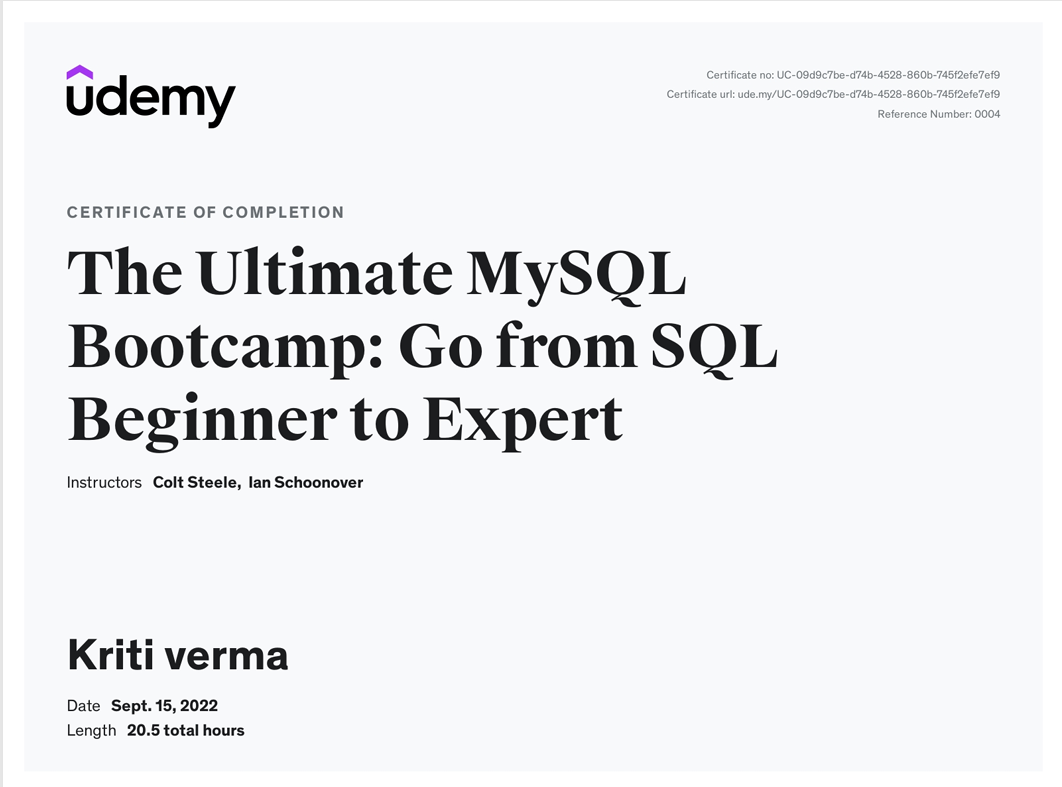 udemy
Certificate no: UC-09d9c7be-d74b-4528-860b-745f2efe7ef9
Certificate url: ude.my/UC-09d9c7be-d74b-4528-860b-745f2efe7ef9
Reference Number: 0004
CERTIFICATE OF COMPLETION
The Ultimate MySQL
Bootcamp: Go from SQL
Beginner to Expert
Instructors Colt Steele, Ian Schoonover
Kriti verma
Date Sept. 15, 2022
Length 20.5 total hours